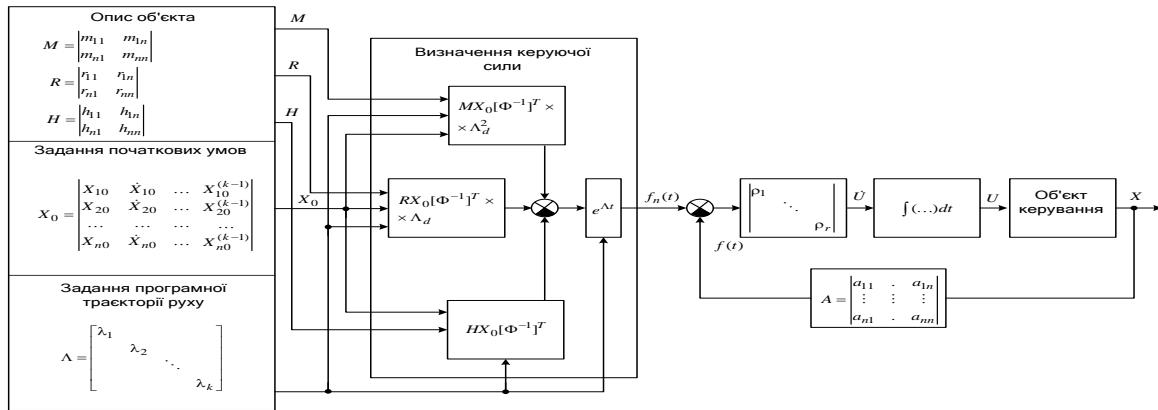 Опис об'єкта
M = |m11 m1n|
|mn1 mnn|
R = |r11 r1n|
|rn1 rnn|
H = |h11 h1n|
|hn1 hnn|
Задання початкових умов
X0 = |X10 Ẋ10 … X10^(k−1)|
|X20 Ẋ20 … X20^(k−1)|
|… … … …|
|Xn0 Ẋn0 … Xn0^(k−1)|
Задання програмної
траєкторії руху
Λ = [λ1
λ2
⋱
λk]
M
R
H
X0
Визначення керуючої
сили
MX0[Φ⁻¹]^T ×
× Λd²
RX0[Φ⁻¹]^T ×
× Λd
HX0[Φ⁻¹]^T
e^Λt
fn(t)
f(t)
|ρ1
⋱
ρr|
U̇
∫(…)dt
U
Об'єкт
керування
X
A = |a11 . a1n|
|⋮ ⋮ ⋮|
|an1 . ann|